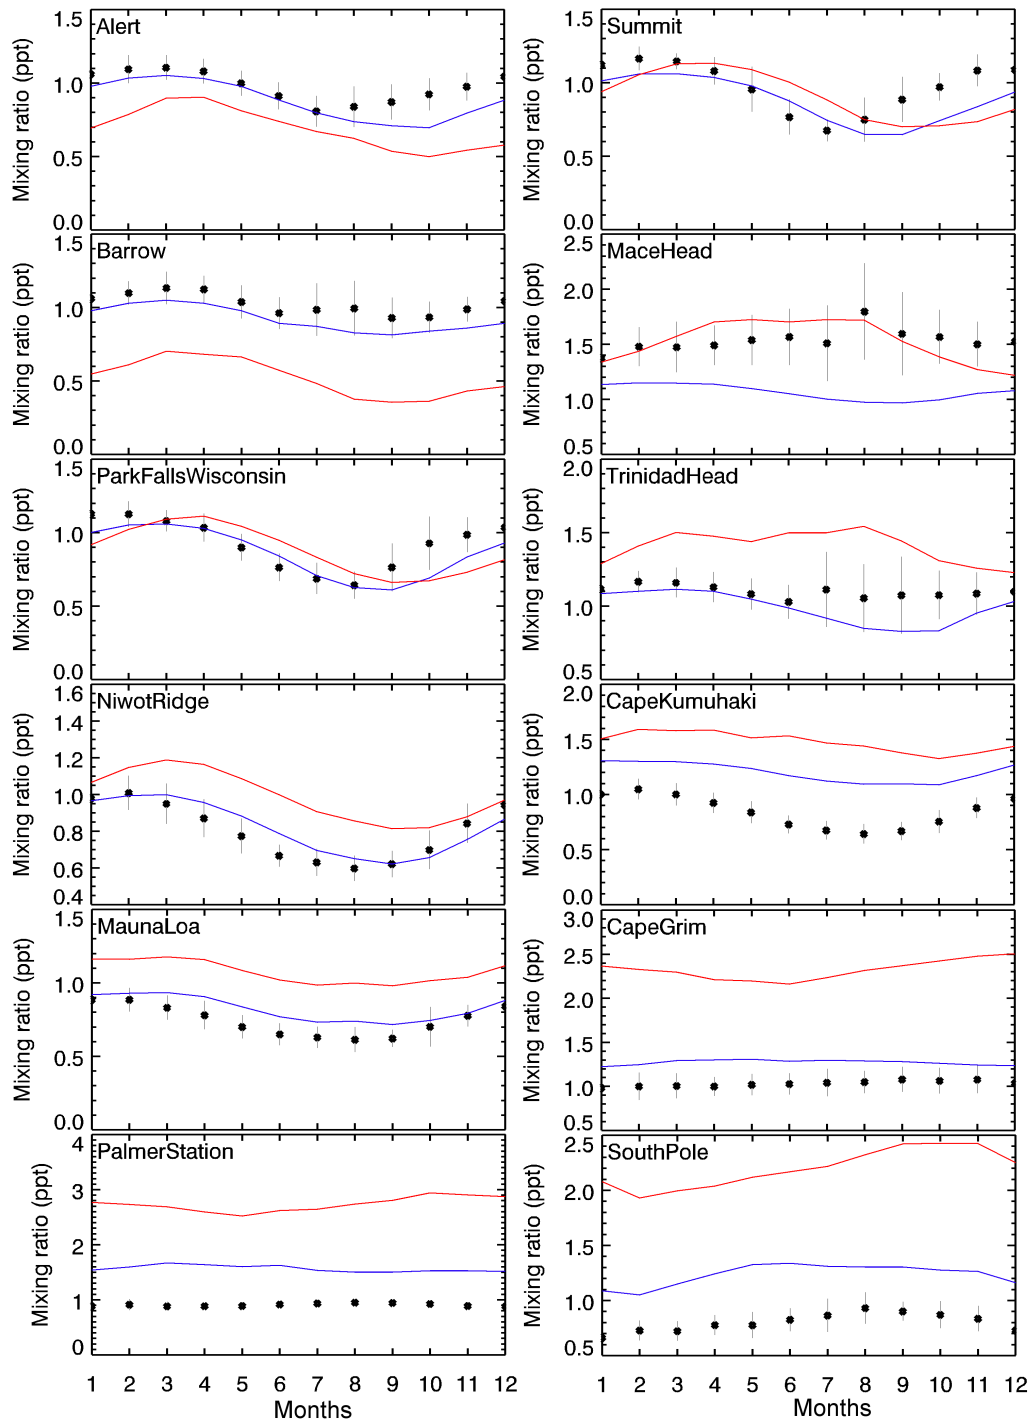 Alert
Mixing ratio (ppt)
1.5
1.0
0.5
0.0
Summit
Mixing ratio (ppt)
1.5
1.0
0.5
0.0
Barrow
Mixing ratio (ppt)
1.5
1.0
0.5
0.0
MaceHead
Mixing ratio (ppt)
2.5
2.0
1.5
1.0
0.5
ParkFallsWisconsin
Mixing ratio (ppt)
1.5
1.0
0.5
0.0
TrinidadHead
Mixing ratio (ppt)
2.0
1.5
1.0
0.5
NiwotRidge
Mixing ratio (ppt)
1.6
1.4
1.2
1.0
0.8
0.6
0.4
CapeKumuhaki
Mixing ratio (ppt)
2.0
1.5
1.0
0.5
0.0
MaunaLoa
Mixing ratio (ppt)
1.5
1.0
0.5
0.0
CapeGrim
Mixing ratio (ppt)
3.0
2.5
2.0
1.5
1.0
0.5
PalmerStation
Mixing ratio (ppt)
4
3
2
1
0
1 2 3 4 5 6 7 8 9 10 11 12
Months
SouthPole
Mixing ratio (ppt)
2.5
2.0
1.5
1.0
0.5
1 2 3 4 5 6 7 8 9 10 11 12
Months